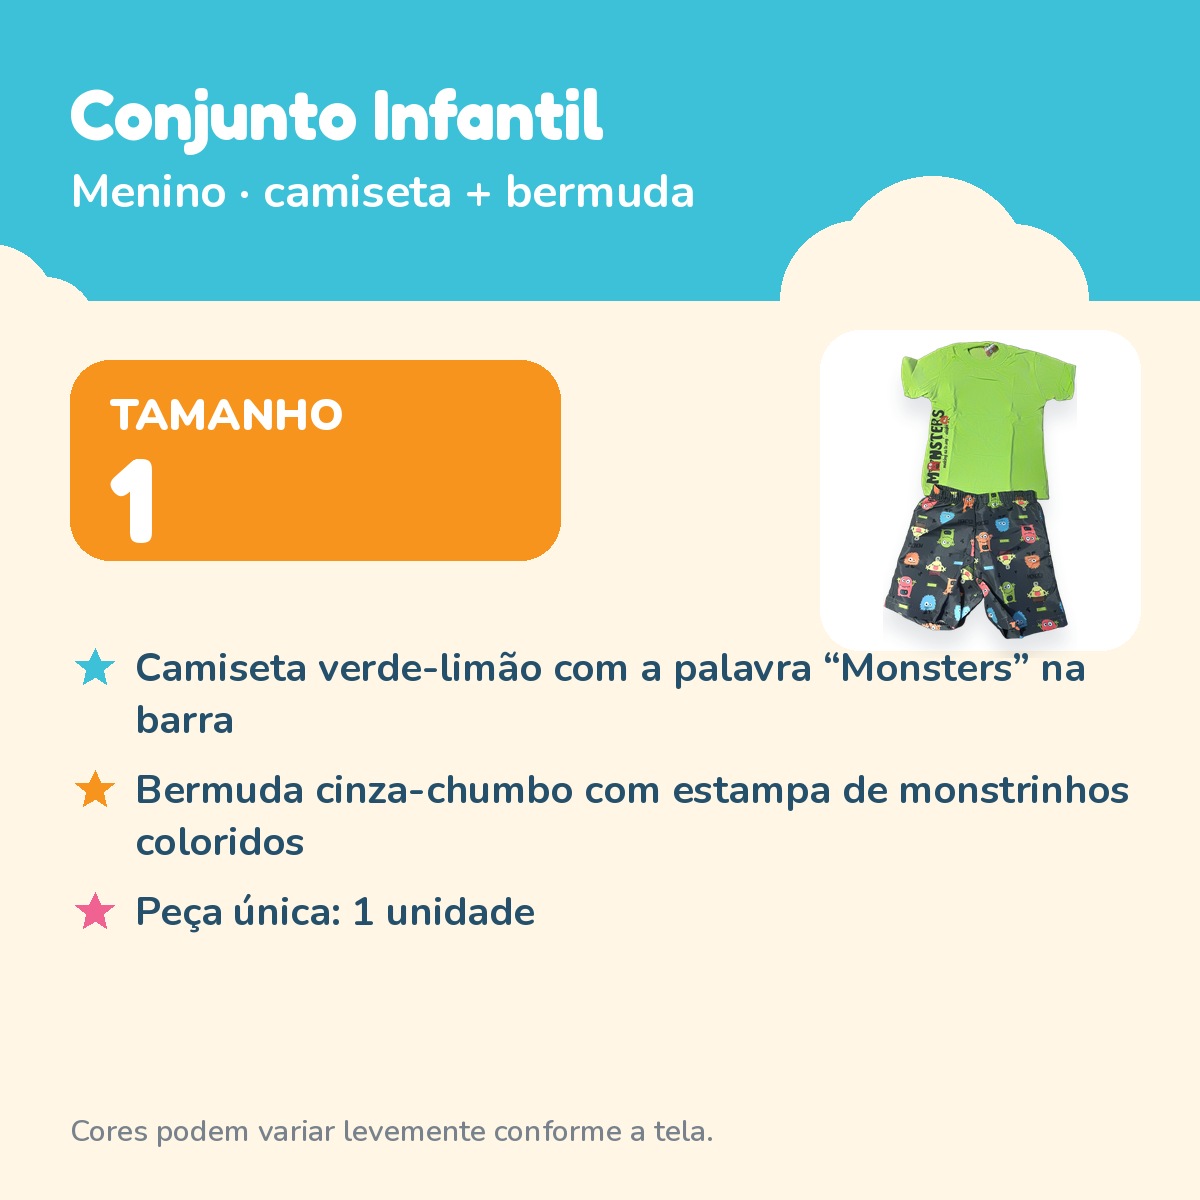 Conjunto Infantil
Menino · camiseta + bermuda
TAMANHO
1
MONSTERS
Camiseta verde-limão com a palavra “Monsters” na
barra
Bermuda cinza-chumbo com estampa de monstrinhos
coloridos
Peça única: 1 unidade
Cores podem variar levemente conforme a tela.